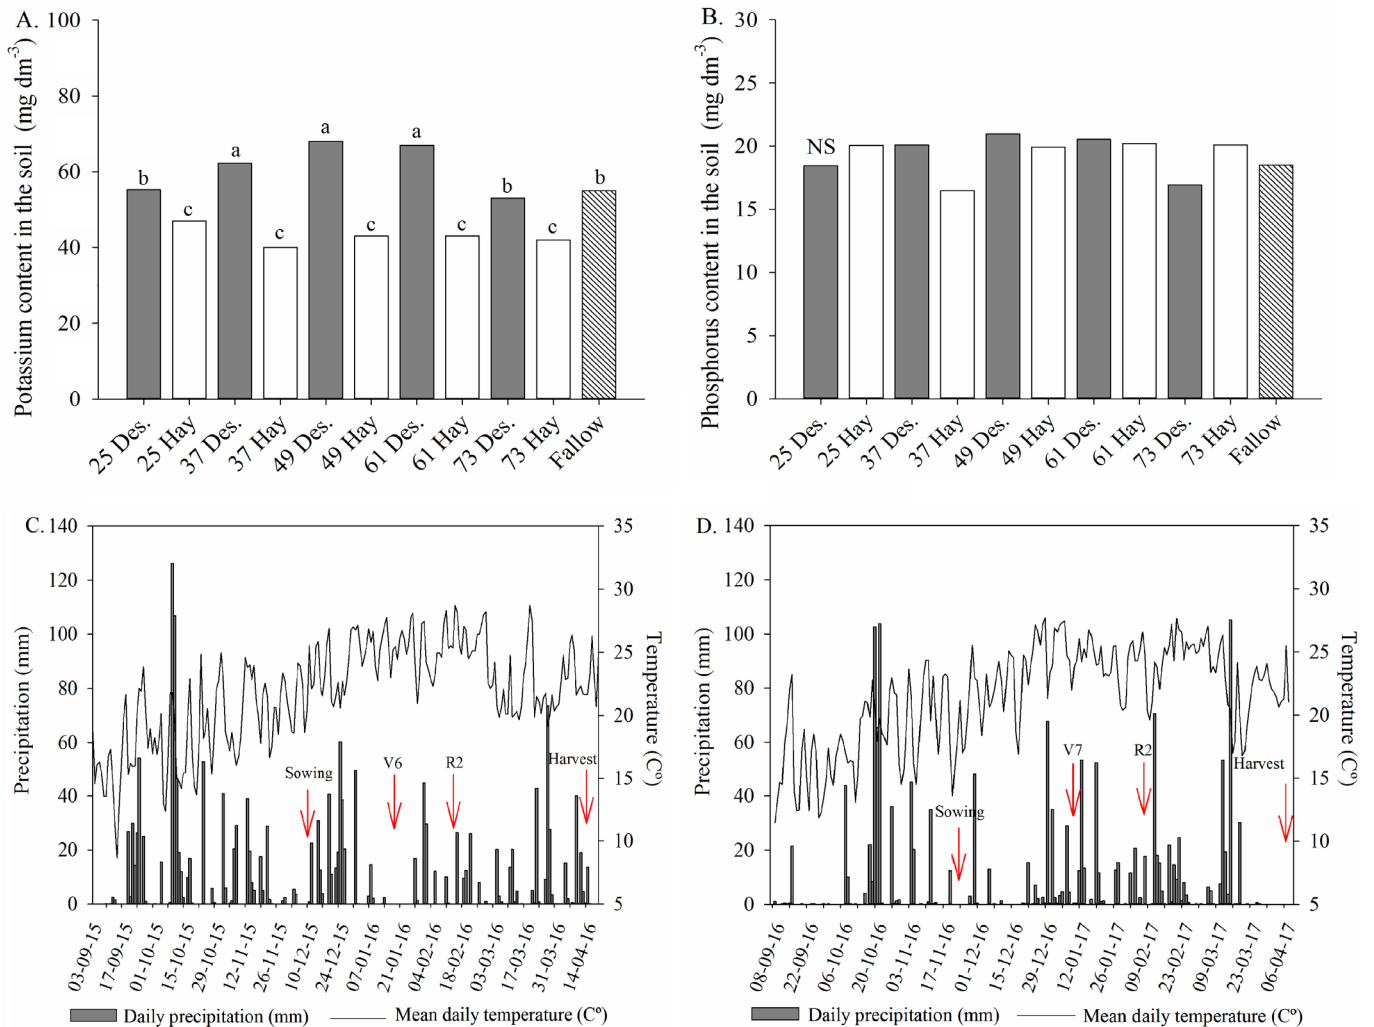 A.
Potassium content in the soil (mg dm-3)
100
80
60
40
20
0
b
c
a
c
a
c
a
c
b
c
b
25 Des.
25 Hay
37 Des.
37 Hay
49 Des.
49 Hay
61 Des.
61 Hay
73 Des.
73 Hay
Fallow
B.
Phosphorus content in the soil (mg dm-3)
30
25
20
15
10
5
0
NS
25 Des.
25 Hay
37 Des.
37 Hay
49 Des.
49 Hay
61 Des.
61 Hay
73 Des.
73 Hay
Fallow
C.
Precipitation (mm)
140
120
100
80
60
40
20
0
Sowing
V6
R2
Harvest
35
30
25
20
15
10
5
Temperature (Cº)
03-09-15
17-09-15
01-10-15
15-10-15
29-10-15
12-11-15
26-11-15
10-12-15
24-12-15
07-01-16
21-01-16
04-02-16
18-02-16
03-03-16
17-03-16
31-03-16
14-04-16
Daily precipitation (mm)
Mean daily temperature (Cº)
D.
Precipitation (mm)
140
120
100
80
60
40
20
0
Sowing
V7
R2
Harvest
35
30
25
20
15
10
5
Temperature (Cº)
08-09-16
22-09-16
06-10-16
20-10-16
03-11-16
17-11-16
01-12-16
15-12-16
29-12-16
12-01-17
26-01-17
09-02-17
23-02-17
09-03-17
23-03-17
06-04-17
Daily precipitation (mm)
Mean daily temperature (Cº)